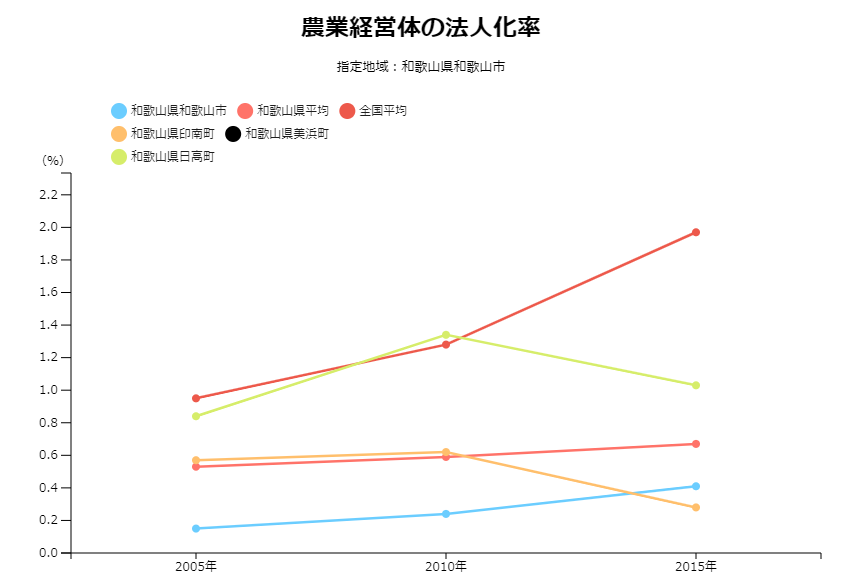 農業経営体の法人化率
指定地域：和歌山県和歌山市
和歌山県和歌山市 和歌山県平均 全国平均
和歌山県印南町 和歌山県美浜町
和歌山県日高町
（%）
2.2
2.0
1.8
1.6
1.4
1.2
1.0
0.8
0.6
0.4
0.2
0.0
2005年 2010年 2015年